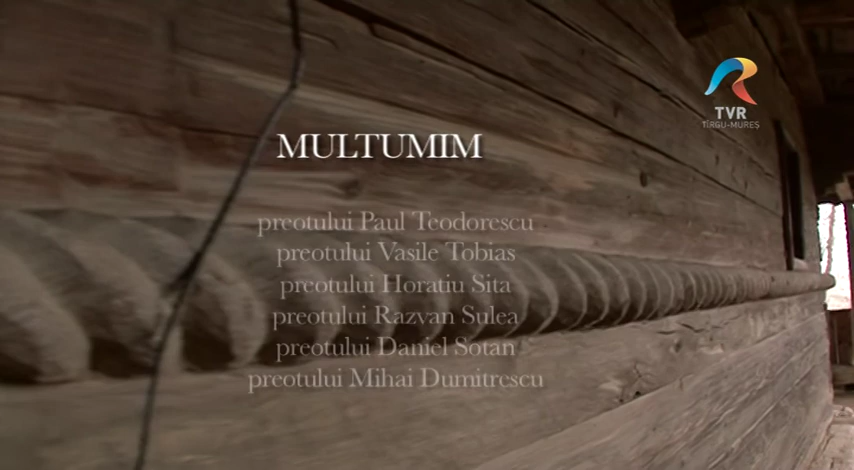 TVR
TÎRGU-MUREȘ
MULTUMIM
preotului Paul Teodorescu
preotului Vasile Tobias
preotului Horatiu Sita
preotului Razvan Sulea
preotului Daniel Sotan
preotului Mihai Dumitrescu